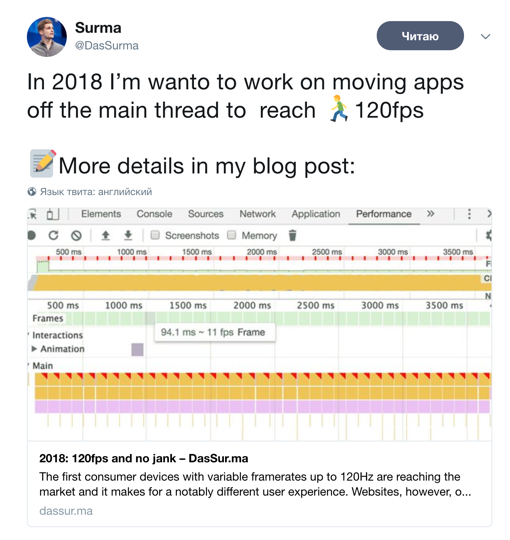 Surma
@DasSurma
Читаю
In 2018 I’m wanto to work on moving apps
off the main thread to reach 🏃120fps
📝More details in my blog post:
Язык твита: английский
Elements Console Sources Network Application Performance »
Screenshots Memory
500 ms 1000 ms 1500 ms 2000 ms 2500 ms 3000 ms 3500 ms
F
CI
N
500 ms 1000 ms 1500 ms 2000 ms 2500 ms 3000 ms 3500 ms
Frames
94.1 ms ~ 11 fps Frame
Interactions
Animation
Main
2018: 120fps and no jank – DasSur.ma
The first consumer devices with variable framerates up to 120Hz are reaching the
market and it makes for a notably different user experience. Websites, however, o...
dassur.ma